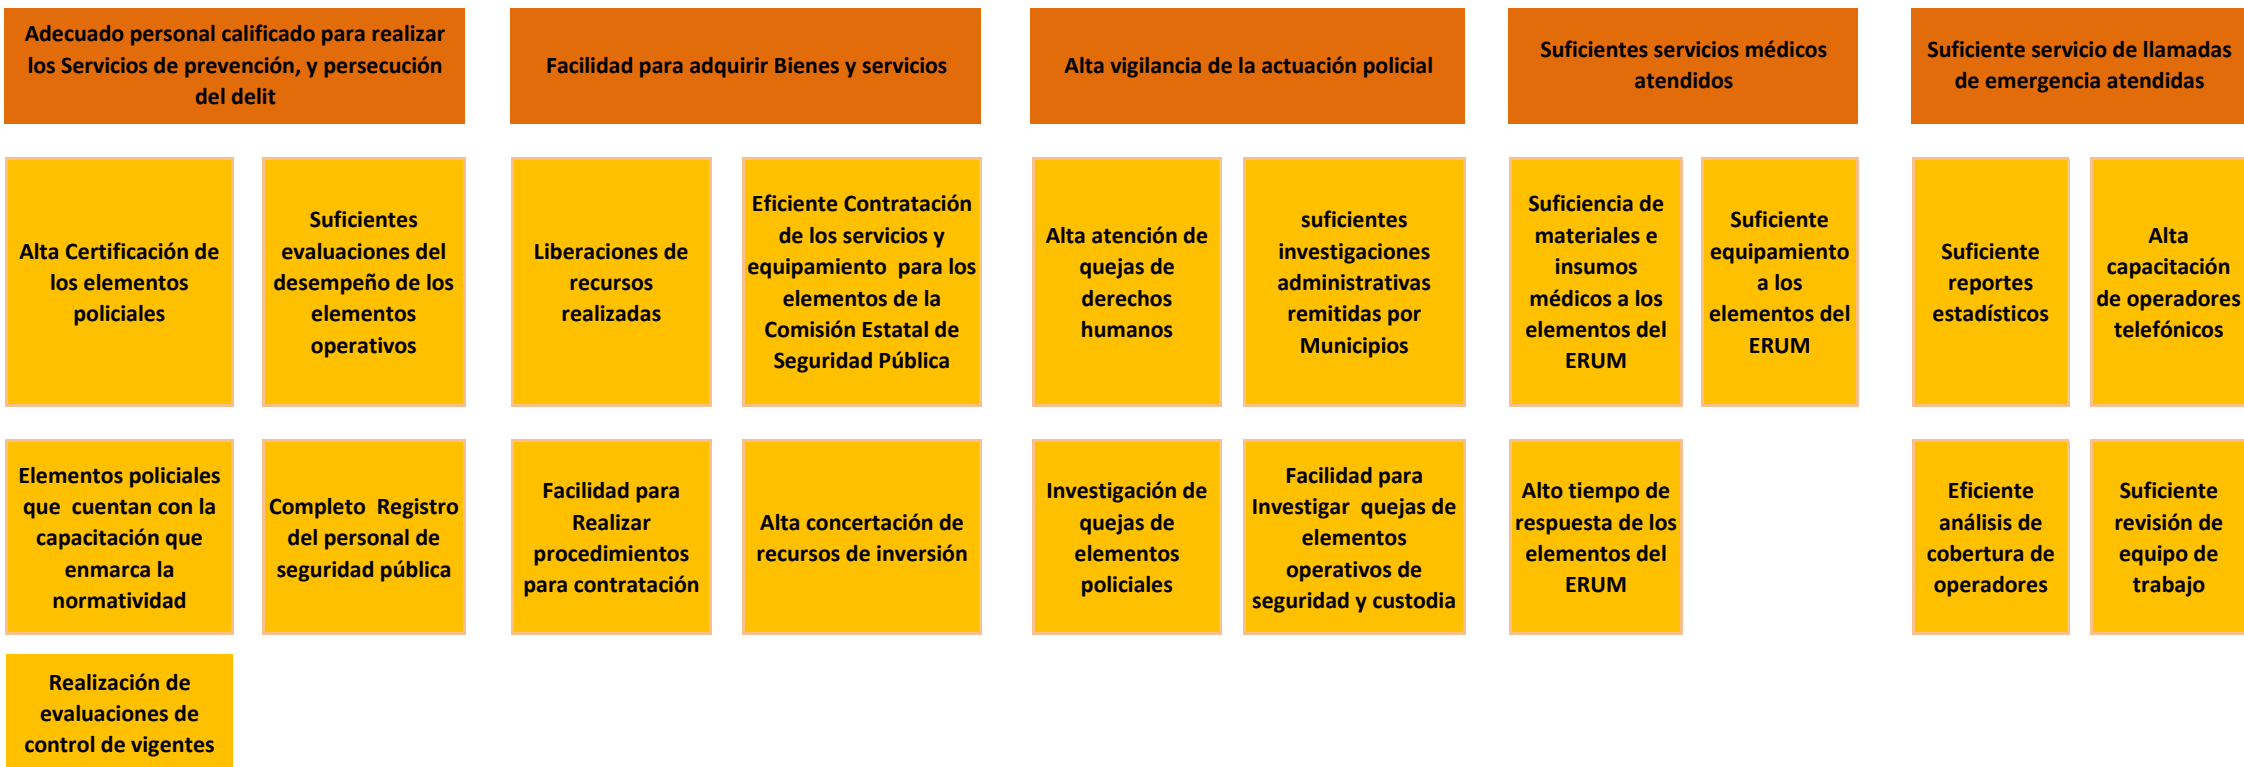 Adecuado personal calificado para realizar
los Servicios de prevención, y persecución
del delit
Facilidad para adquirir Bienes y servicios
Alta vigilancia de la actuación policial
Suficientes servicios médicos
atendidos
Suficiente servicio de llamadas
de emergencia atendidas
Alta Certificación de
los elementos
policiales
Suficientes
evaluaciones del
desempeño de los
elementos
operativos
Liberaciones de
recursos
realizadas
Eficiente Contratación
de los servicios y
equipamiento para los
elementos de la
Comisión Estatal de
Seguridad Pública
Alta atención de
quejas de
derechos
humanos
suficientes
investigaciones
administrativas
remitidas por
Municipios
Suficiencia de
materiales e
insumos
médicos a los
elementos del
ERUM
Suficiente
equipamiento
a los
elementos del
ERUM
Suficiente
reportes
estadísticos
Alta
capacitación
de operadores
telefónicos
Elementos policiales
que cuentan con la
capacitación que
enmarca la
normatividad
Completo Registro
del personal de
seguridad pública
Facilidad para
Realizar
procedimientos
para contratación
Alta concertación de
recursos de inversión
Investigación de
quejas de
elementos
policiales
Facilidad para
Investigar quejas de
elementos
operativos de
seguridad y custodia
Alto tiempo de
respuesta de los
elementos del
ERUM
Eficiente
análisis de
cobertura de
operadores
Suficiente
revisión de
equipo de
trabajo
Realización de
evaluaciones de
control de vigentes